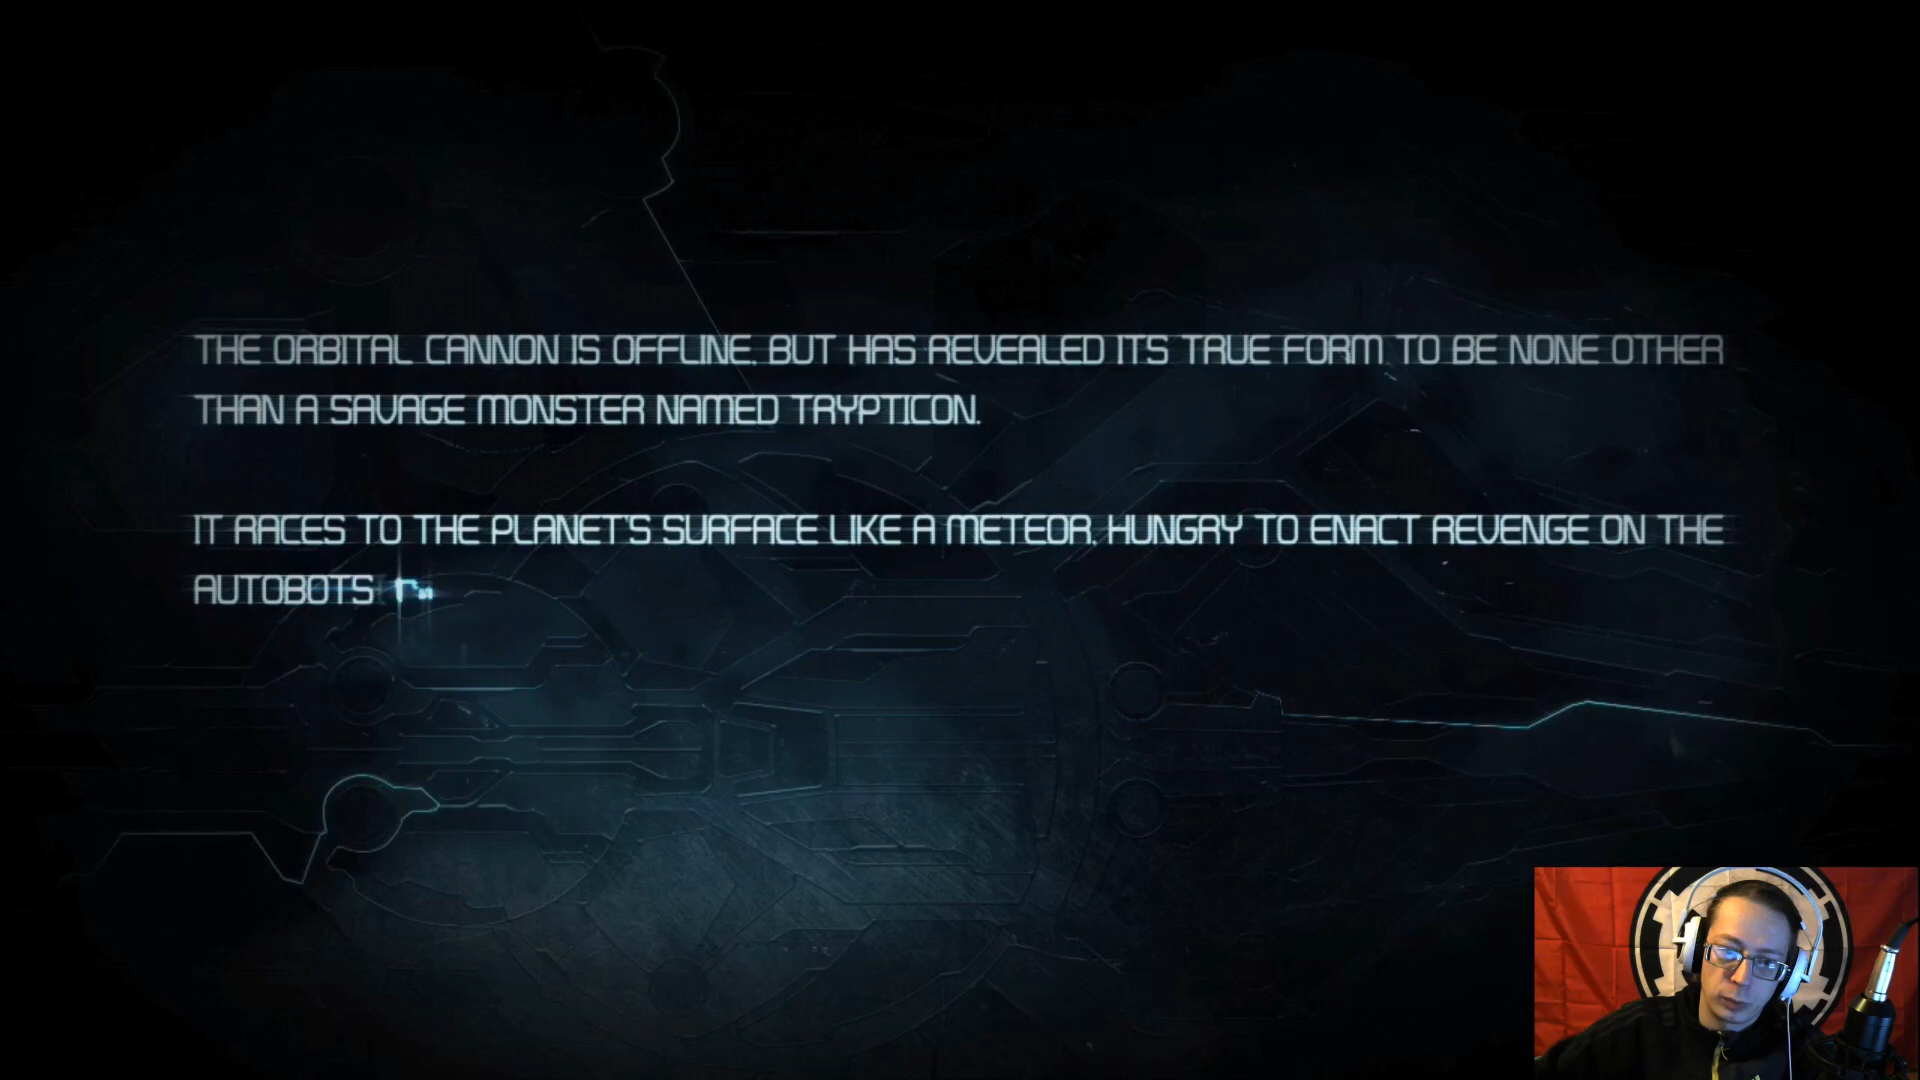 THE ORBITAL CANNON IS OFFLINE, BUT HAS REVEALED ITS TRUE FORM TO BE NONE OTHER
THAN A SAVAGE MONSTER NAMED TRYPTICON.
IT RACES TO THE PLANET'S SURFACE LIKE A METEOR, HUNGRY TO ENACT REVENGE ON THE
AUTOBOTS